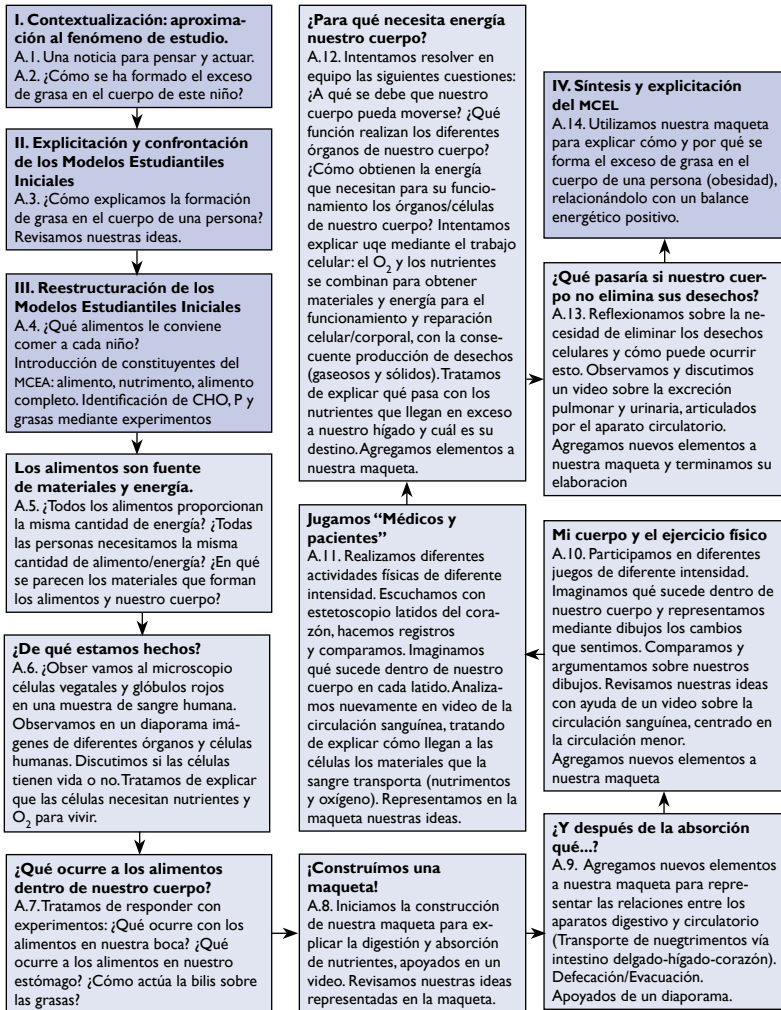 I. Contextualización: aproxima-
ción al fenómeno de estudio.
A.1. Una noticia para pensar y actuar.
A.2. ¿Cómo se ha formado el exceso
de grasa en el cuerpo de este niño?
II. Explicitación y confrontación
de los Modelos Estudiantiles
Iniciales
A.3. ¿Cómo explicamos la formación
de grasa en el cuerpo de una persona?
Revisamos nuestras ideas.
III. Reestructuración de los
Modelos Estudiantiles Iniciales
A.4. ¿Qué alimentos le conviene
comer a cada niño?
Introducción de constituyentes del
MCEA: alimento, nutrimento, alimento
completo. Identificación de CHO, P y
grasas mediante experimentos
Los alimentos son fuente
de materiales y energía.
A.5. ¿Todos los alimentos proporcionan
la misma cantidad de energía? ¿Todas
las personas necesitamos la misma
cantidad de alimento/energía? ¿En qué
se parecen los materiales que forman
los alimentos y nuestro cuerpo?
¿De qué estamos hechos?
A.6. ¿Obser vamos al microscopio
células vegatales y glóbulos rojos
en una muestra de sangre humana.
Observamos en un diaporama imá-
genes de diferentes órganos y células
humanas. Discutimos si las células
tienen vida o no. Tratamos de explicar
que las células necesitan nutrientes y
O2 para vivir.
¿Qué ocurre a los alimentos
dentro de nuestro cuerpo?
A.7. Tratamos de responder con
experimentos: ¿Qué ocurre con los
alimentos en nuestra boca? ¿Qué
ocurre a los alimentos en nuestro
estómago? ¿Cómo actúa la bilis sobre
las grasas?
¡Construímos una
maqueta!
A.8. Iniciamos la construcción
de nuestra maqueta para ex-
plicar la digestión y absorción
de nutrientes, apoyados en un
video. Revisamos nuestras ideas
representadas en la maqueta.
¿Y después de la absorción
qué...?
A.9. Agregamos nuevos elementos
a nuestra maqueta para repre-
sentar las relaciones entre los
aparatos digestivo y circulatorio
(Transporte de nuegtrimentos vía
intestino delgado-hígado-corazón).
Defecación/Evacuación.
Apoyados de un diaporama.
Mi cuerpo y el ejercicio físico
A.10. Participamos en diferentes
juegos de diferente intensidad.
Imaginamos qué sucede dentro de
nuestro cuerpo y representamos
mediante dibujos los cambios
que sentimos. Comparamos y
argumentamos sobre nuestros
dibujos. Revisamos nuestras ideas
con ayuda de un video sobre la
circulación sanguínea, centrado en
la circulación menor.
Agregamos nuevos elementos a
nuestra maqueta
Jugamos “Médicos y
pacientes”
A.11. Realizamos diferentes
actividades físicas de diferente
intensidad. Escuchamos con
estetoscopio latidos del cora-
zón, hacemos registros
y comparamos. Imaginamos
qué sucede dentro de nuestro
cuerpo en cada latido. Analiza-
mos nuevamente en video de la
circulación sanguínea, tratando
de explicar cómo llegan a las
células los materiales que la
sangre transporta (nutrimentos
y oxígeno). Representamos en la
maqueta nuestras ideas.
¿Para qué necesita energía
nuestro cuerpo?
A.12. Intentamos resolver en
equipo las siguientes cuestiones:
¿A qué se debe que nuestro
cuerpo pueda moverse? ¿Qué
función realizan los diferentes
órganos de nuestro cuerpo?
¿Cómo obtienen la energía
que necesitan para su funcio-
namiento los órganos/células
de nuestro cuerpo? Intentamos
explicar uqe mediante el trabajo
celular: el O2 y los nutrientes
se combinan para obtener
materiales y energía para el
funcionamiento y reparación
celular/corporal, con la conse-
cuente producción de desechos
(gaseosos y sólidos). Tratamos
de explicar qué pasa con los
nutrientes que llegan en exceso
a nuestro hígado y cuál es su
destino. Agregamos elementos a
nuestra maqueta.
¿Qué pasaría si nuestro cuer-
po no elimina sus desechos?
A.13. Reflexionamos sobre la ne-
cesidad de eliminar los desechos
celulares y cómo puede ocurrir
esto. Observamos y discutimos
un video sobre la excreción
pulmonar y urinaria, articulados
por el aparato circulatorio.
Agregamos nuevos elementos a
nuestra maqueta y terminamos su
elaboracion
IV. Síntesis y explicitación
del MCEL
A.14. Utilizamos nuestra maqueta
para explicar cómo y por qué se
forma el exceso de grasa en el
cuerpo de una persona (obesidad),
relacionándolo con un balance
energético positivo.